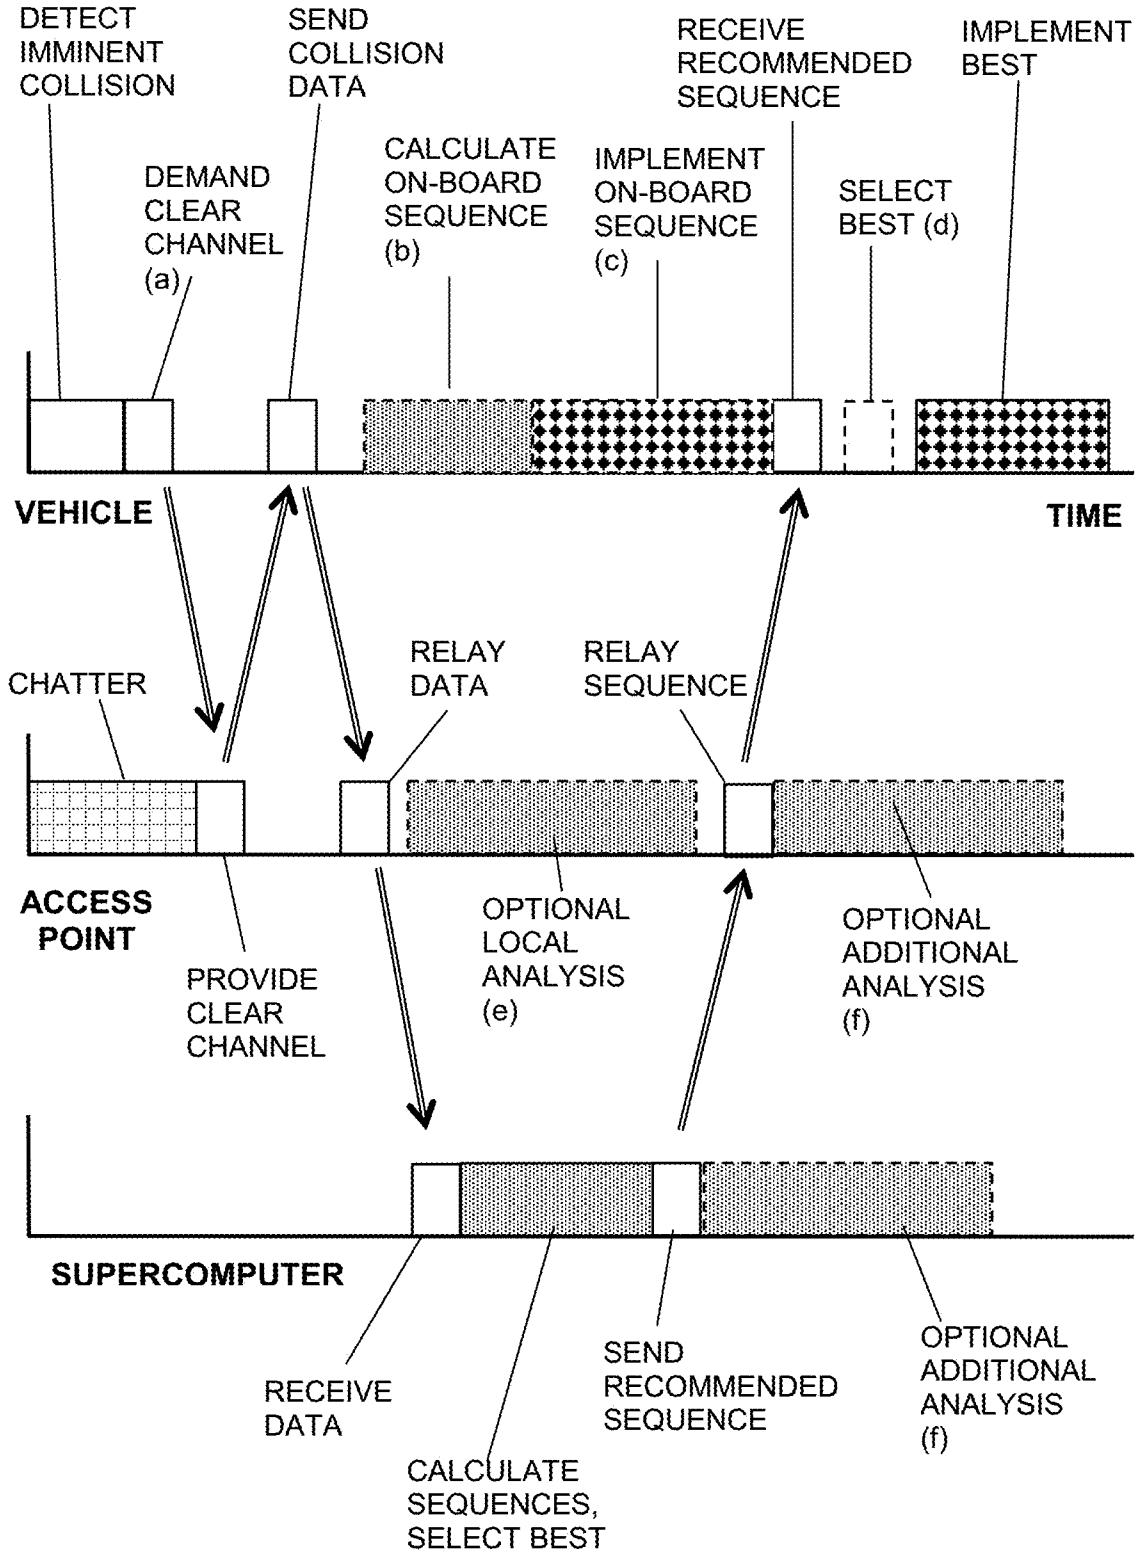 DETECT
IMMINENT
COLLISION
SEND
COLLISION
DATA
RECEIVE
RECOMMENDED
SEQUENCE
IMPLEMENT
BEST
DEMAND
CLEAR
CHANNEL
(a)
CALCULATE
ON-BOARD
SEQUENCE
(b)
IMPLEMENT
ON-BOARD
SEQUENCE
(c)
SELECT
BEST (d)
VEHICLE
TIME
CHATTER
RELAY
DATA
RELAY
SEQUENCE
ACCESS
POINT
PROVIDE
CLEAR
CHANNEL
OPTIONAL
LOCAL
ANALYSIS
(e)
OPTIONAL
ADDITIONAL
ANALYSIS
(f)
SUPERCOMPUTER
RECEIVE
DATA
CALCULATE
SEQUENCES,
SELECT BEST
SEND
RECOMMENDED
SEQUENCE
OPTIONAL
ADDITIONAL
ANALYSIS
(f)